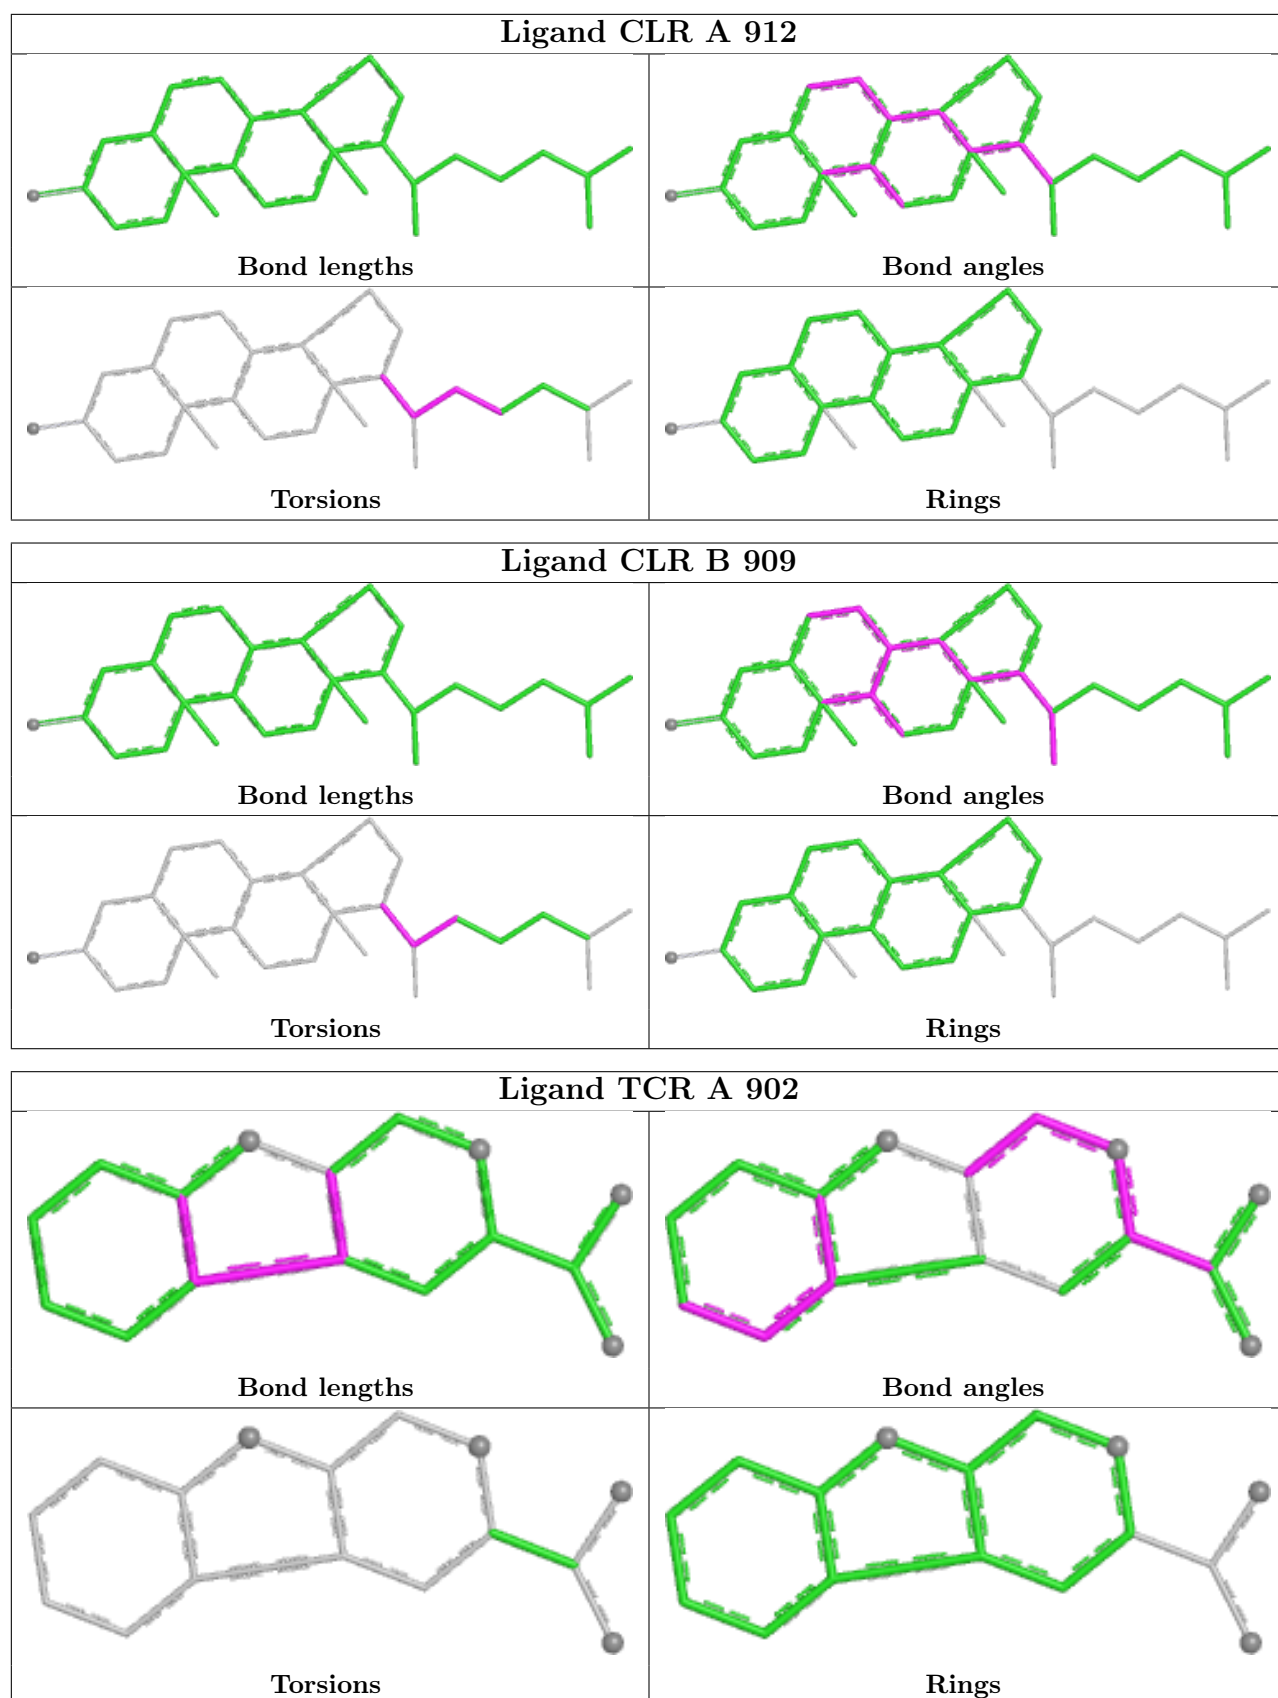 Ligand CLR A 912
Bond lengths
Bond angles
Torsions
Rings
Ligand CLR B 909
Bond lengths
Bond angles
Torsions
Rings
Ligand TCR A 902
Bond lengths
Bond angles
Torsions
Rings